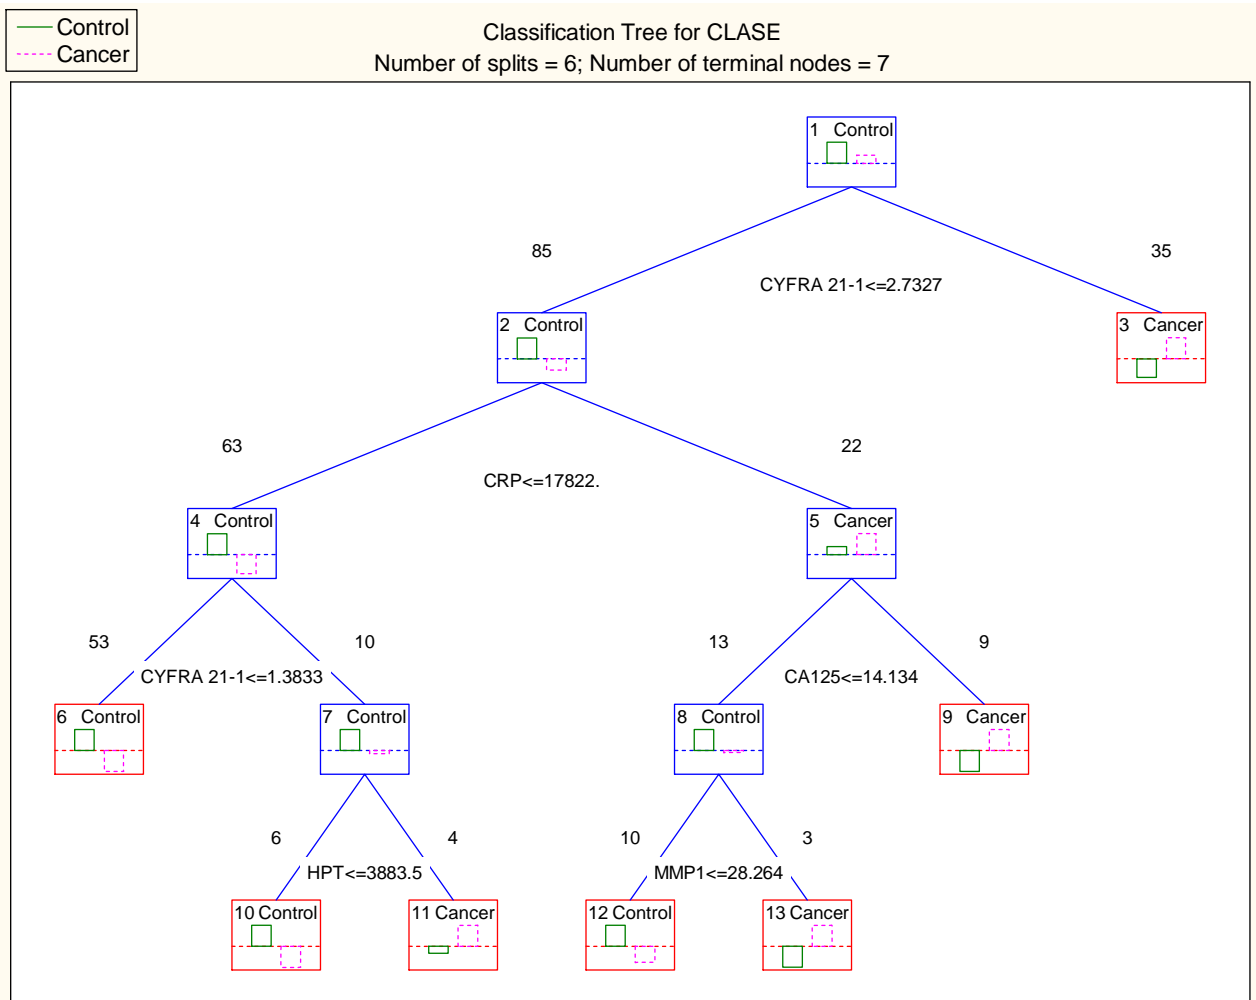 Control
Cancer
Classification Tree for CLASE
Number of splits = 6; Number of terminal nodes = 7
1 Control
85
35
CYFRA 21-1<=2.7327
2 Control
3 Cancer
63
22
CRP<=17822.
4 Control
5 Cancer
53
10
13
9
CYFRA 21-1<=1.3833
CA125<=14.134
6 Control
7 Control
8 Control
9 Cancer
6
4
10
3
HPT<=3883.5
MMP1<=28.264
10 Control
11 Cancer
12 Control
13 Cancer